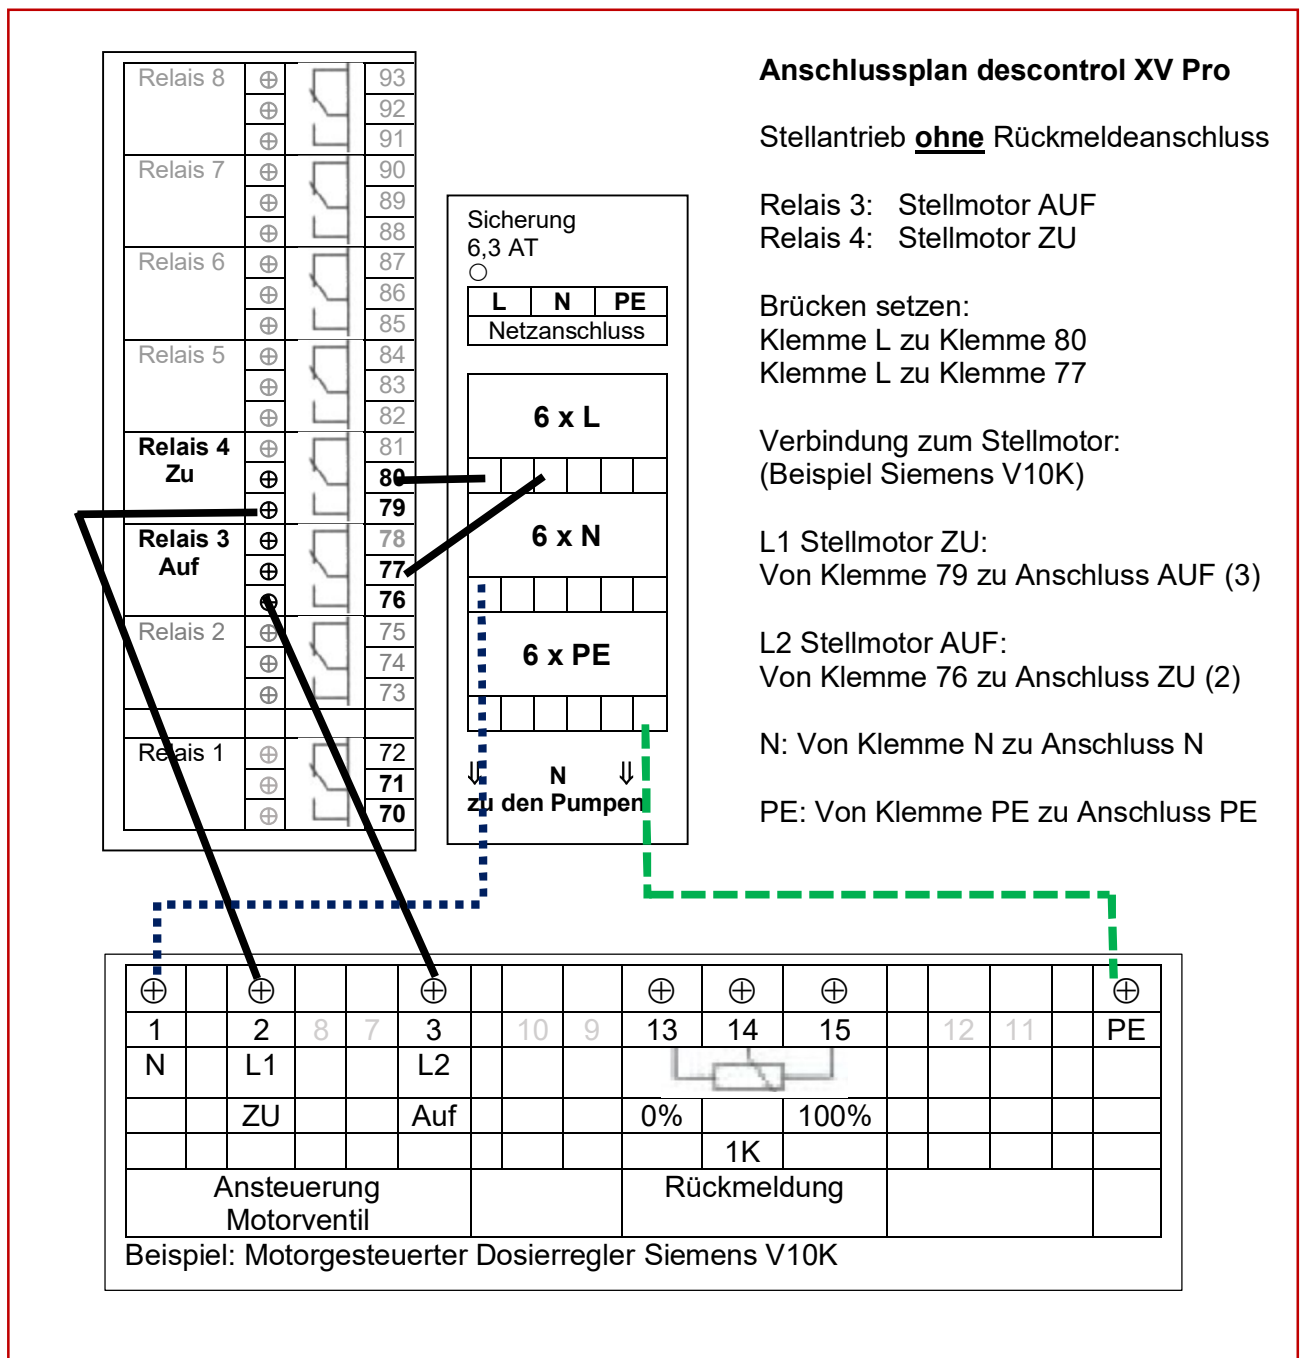 Anschlussplan descontrol XV Pro
Stellantrieb ohne Rückmeldeanschluss
Relais 3: Stellmotor AUF
Relais 4: Stellmotor ZU
Brücken setzen:
Klemme L zu Klemme 80
Klemme L zu Klemme 77
Verbindung zum Stellmotor:
(Beispiel Siemens V10K)
L1 Stellmotor ZU:
Von Klemme 79 zu Anschluss AUF (3)
L2 Stellmotor AUF:
Von Klemme 76 zu Anschluss ZU (2)
N: Von Klemme N zu Anschluss N
PE: Von Klemme PE zu Anschluss PE
Relais 8 93
92
91
Relais 7 90
89
88
Relais 6 87
86
85
Relais 5 84
83
82
Relais 4 81
Zu 80
79
Relais 3 78
Auf 77
76
Relais 2 75
74
73
Relais 1 72
71
70
Sicherung
6,3 AT
L N PE
Netzanschluss
6 x L
6 x N
6 x PE
⇓ N ⇓
zu den Pumpen
1 2 8 7 3 10 9 13 14 15 12 11 PE
N L1 L2
ZU Auf 0% 100%
1K
Ansteuerung Rückmeldung
Motorventil
Beispiel: Motorgesteuerter Dosierregler Siemens V10K